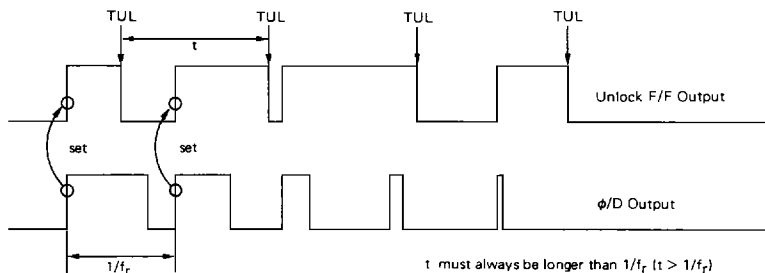 TUL TUL TUL TUL
t
Unlock F/F Output
set set
ϕ/D Output
1/fr
t must always be longer than 1/fr (t > 1/fr)